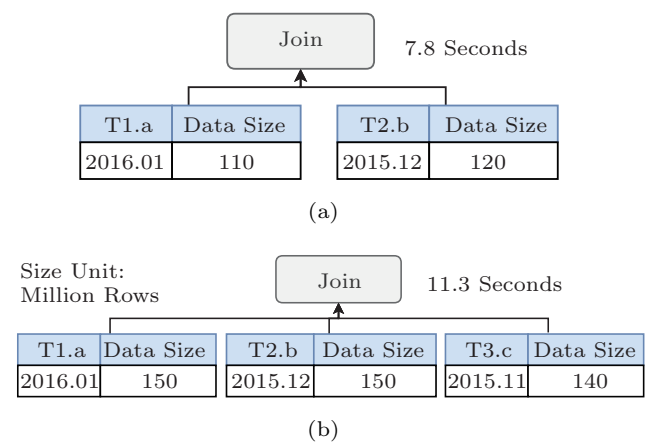 Join
7.8 Seconds
T1.a Data Size T2.b Data Size
2016.01 110 2015.12 120
(a)
Size Unit:
Million Rows
Join
11.3 Seconds
T1.a Data Size T2.b Data Size T3.c Data Size
2016.01 150 2015.12 150 2015.11 140
(b)